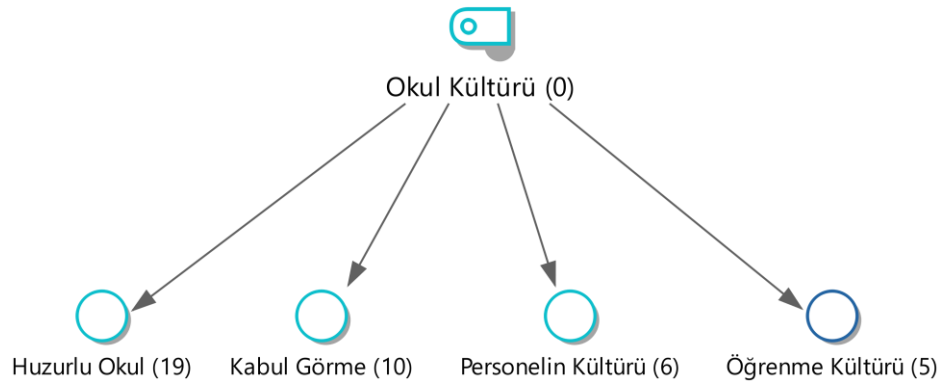 Okul Kültürü (0)
Huzurlu Okul (19) Kabul Görme (10) Personelin Kültürü (6) Öğrenme Kültürü (5)